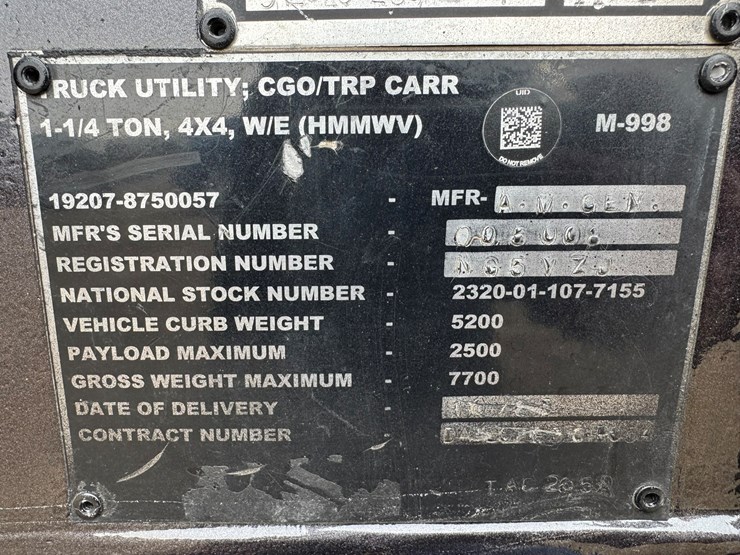 TRUCK UTILITY; CGO/TRP CARR
1-1/4 TON, 4X4, W/E (HMMWV)
UID
DO NOT REMOVE
M-998
19207-8750057 - MFR- A.M.GEN.
MFR'S SERIAL NUMBER -
REGISTRATION NUMBER -
NATIONAL STOCK NUMBER - 2320-01-107-7155
VEHICLE CURB WEIGHT - 5200
PAYLOAD MAXIMUM - 2500
GROSS WEIGHT MAXIMUM - 7700
DATE OF DELIVERY -
CONTRACT NUMBER -